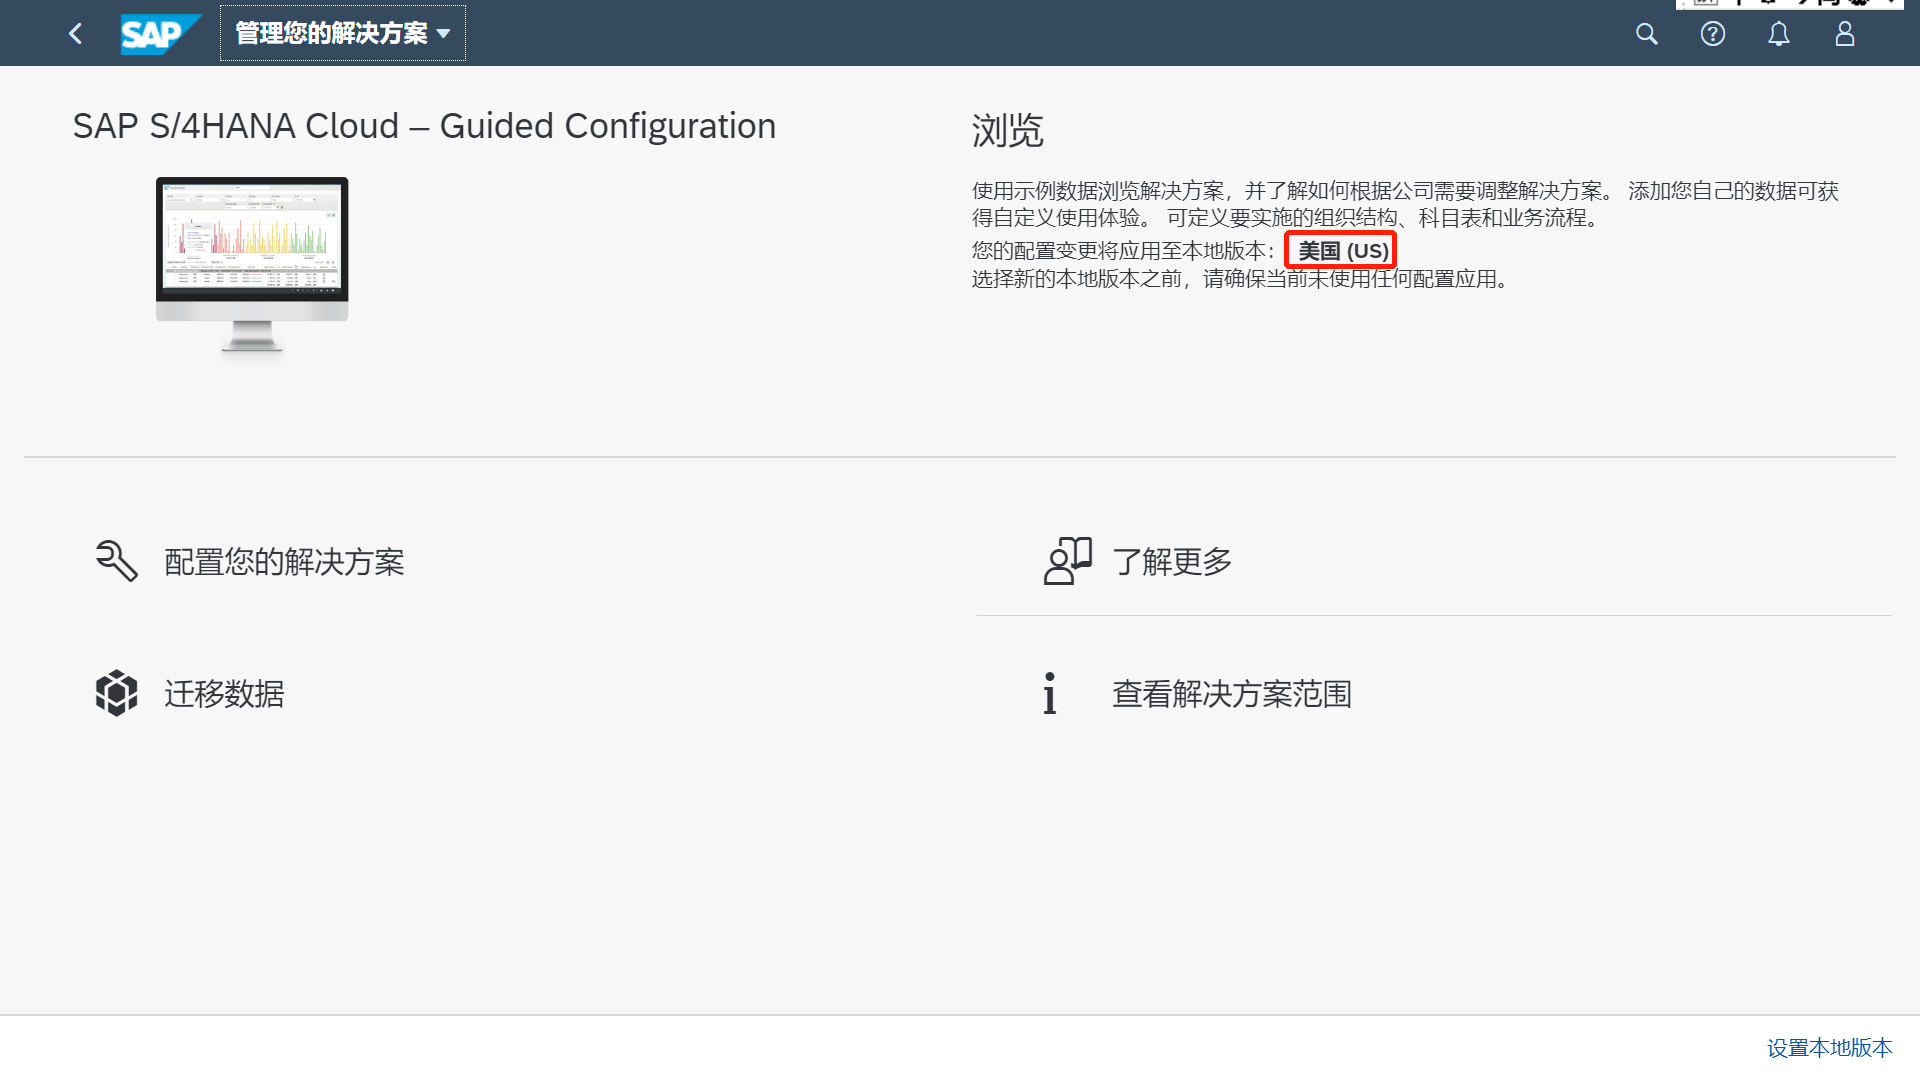 SAP
管理您的解决方案
SAP S/4HANA Cloud – Guided Configuration
浏览
使用示例数据浏览解决方案，并了解如何根据公司需要调整解决方案。 添加您自己的数据可获
得自定义使用体验。 可定义要实施的组织结构、科目表和业务流程。
您的配置变更将应用至本地版本： 美国 (US)
选择新的本地版本之前，请确保当前未使用任何配置应用。
配置您的解决方案
了解更多
迁移数据
查看解决方案范围
设置本地版本